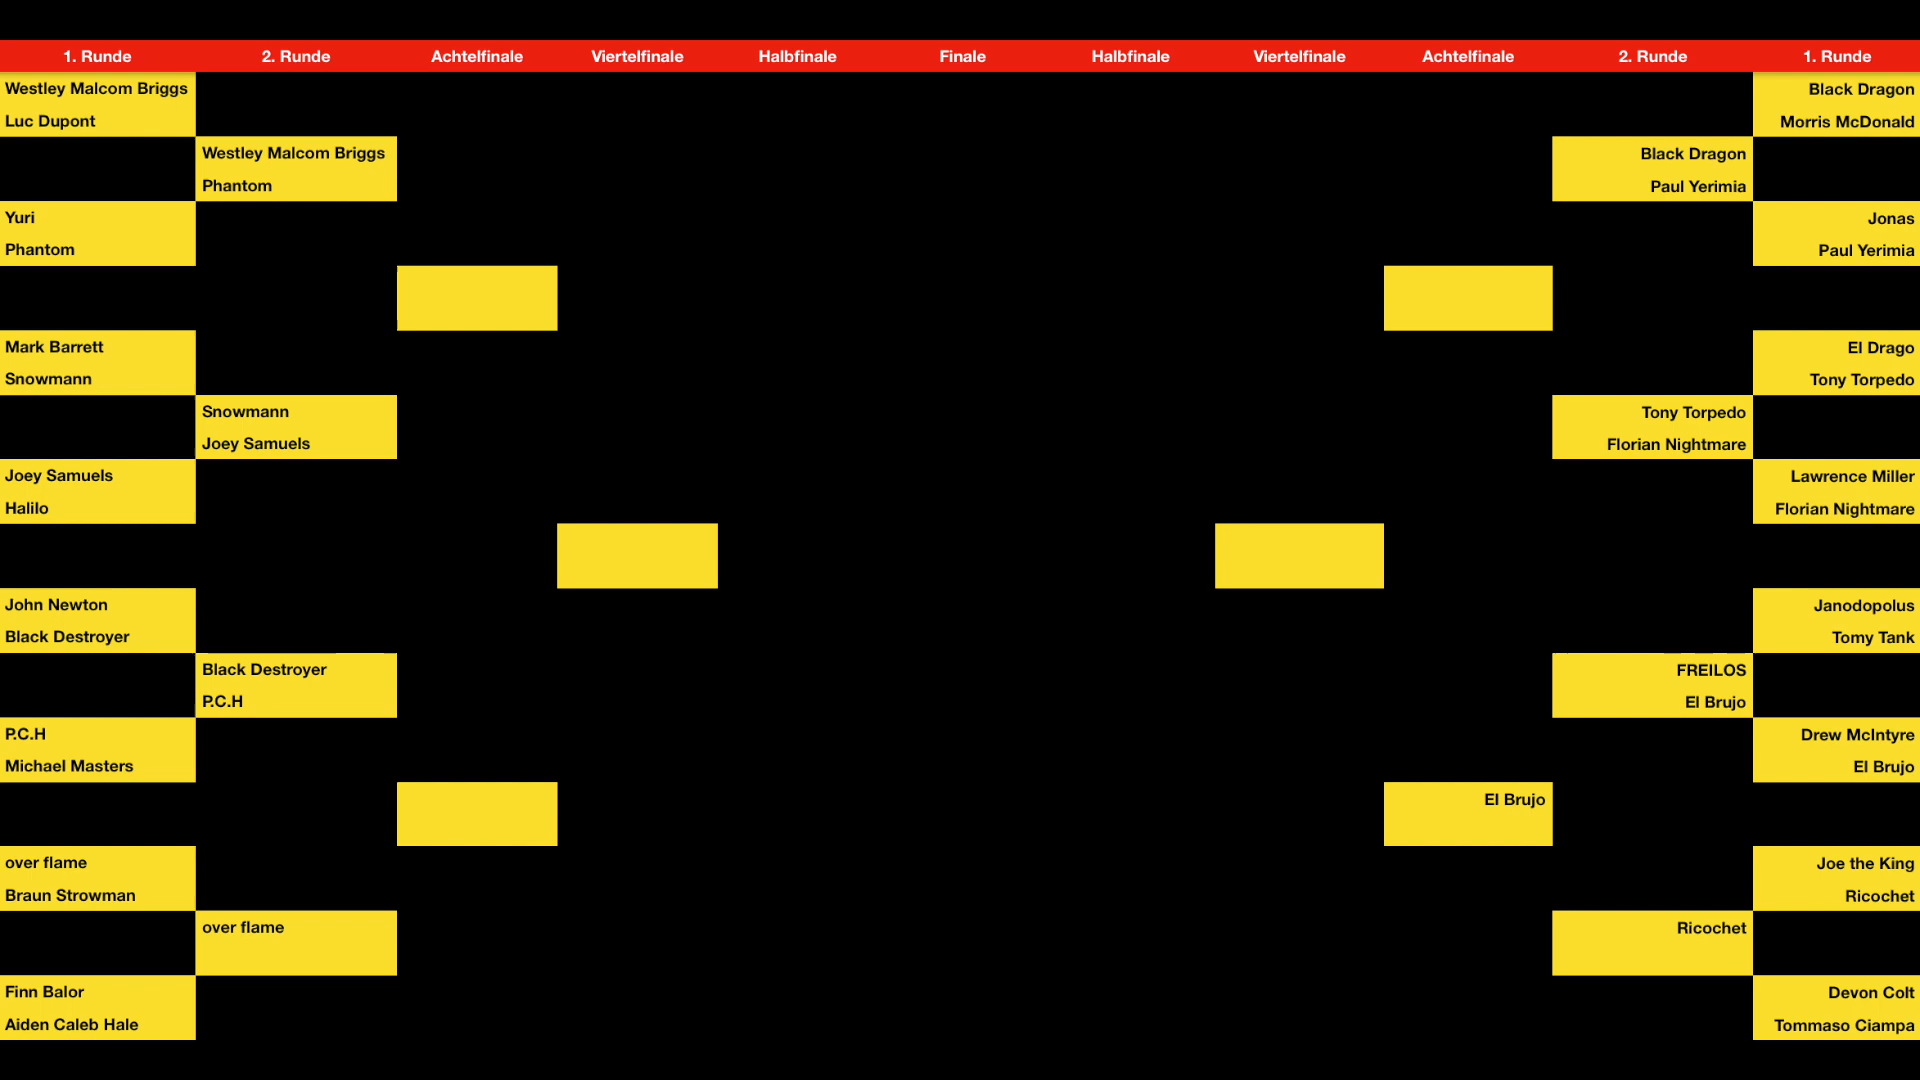 1. Runde 2. Runde Achtelfinale Viertelfinale Halbfinale Finale Halbfinale Viertelfinale Achtelfinale 2. Runde 1. Runde
Westley Malcom Briggs Black Dragon
Luc Dupont Morris McDonald
Westley Malcom Briggs Black Dragon
Phantom Paul Yerimia
Yuri Jonas
Phantom Paul Yerimia
Mark Barrett El Drago
Snowmann Tony Torpedo
Snowmann Tony Torpedo
Joey Samuels Florian Nightmare
Joey Samuels Lawrence Miller
Halilo Florian Nightmare
John Newton Janodopolus
Black Destroyer Tomy Tank
Black Destroyer FREILOS
P.C.H El Brujo
P.C.H Drew McIntyre
Michael Masters El Brujo
El Brujo
over flame Joe the King
Braun Strowman Ricochet
over flame Ricochet
Finn Balor Devon Colt
Aiden Caleb Hale Tommaso Ciampa